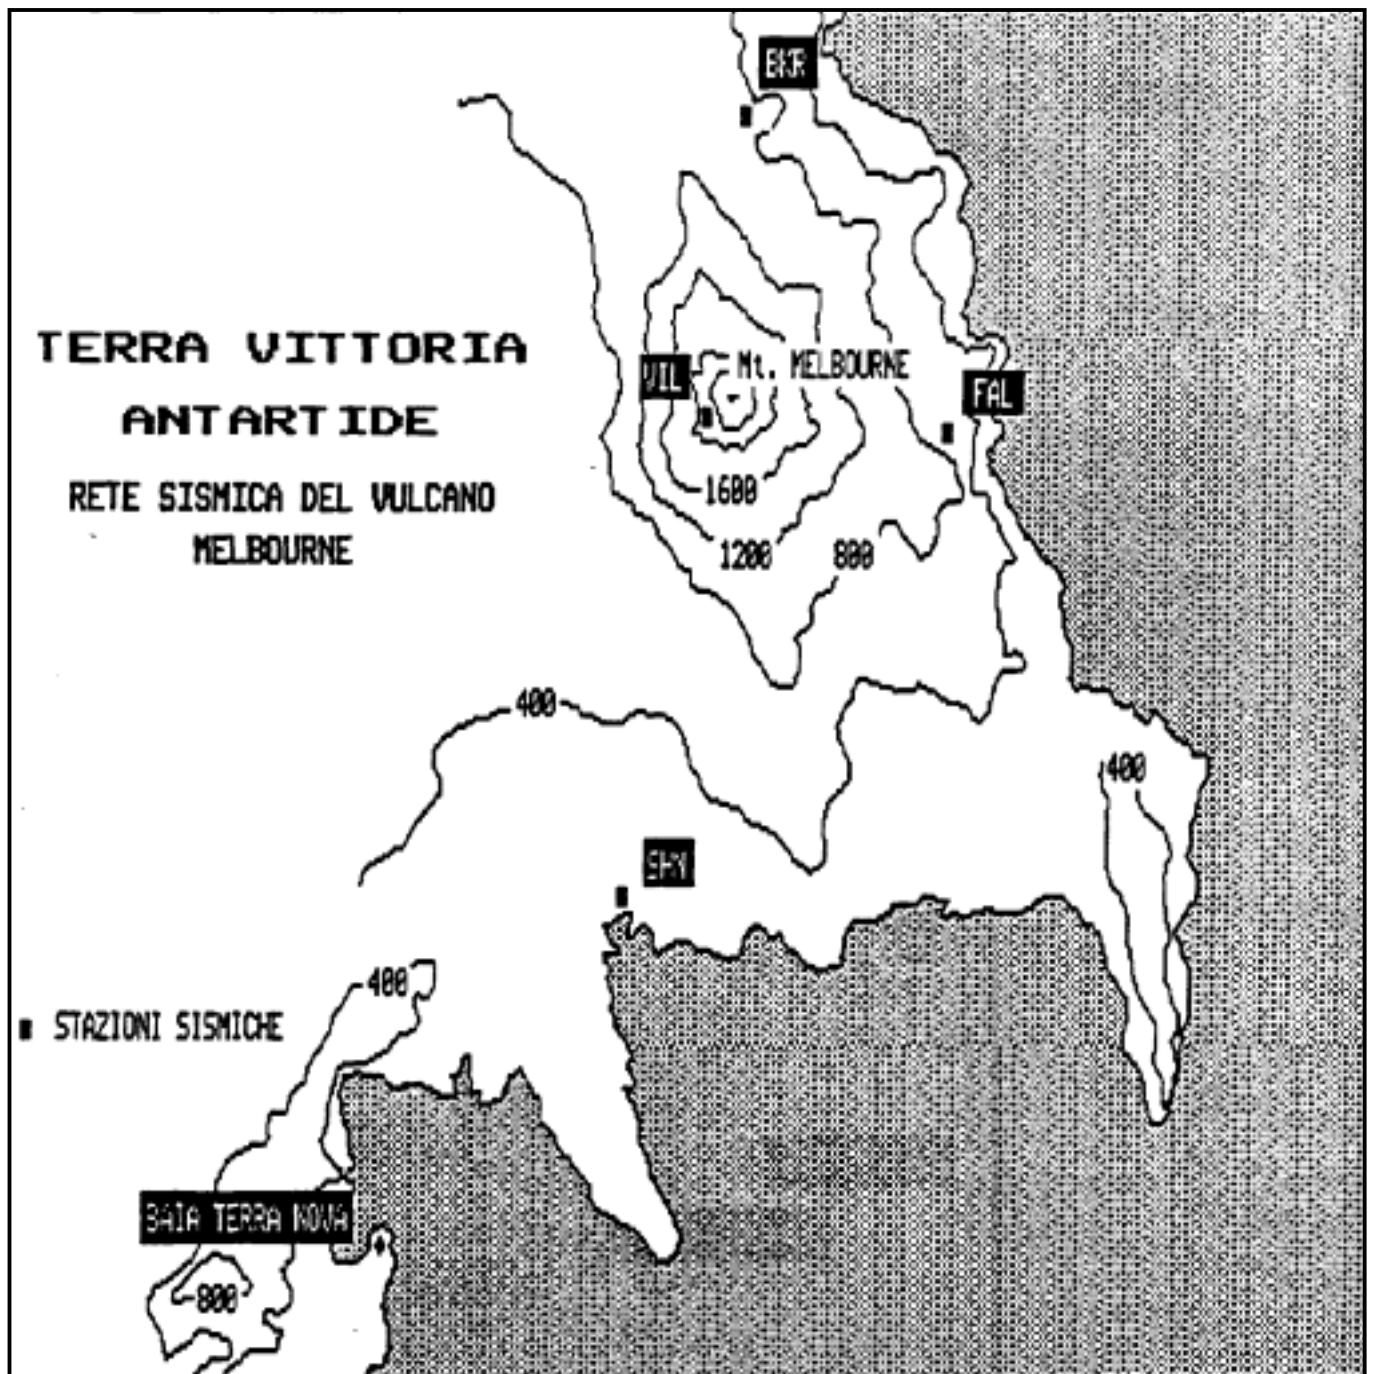 BKR
TERRA VITTORIA
ANTARTIDE
RETE SISMICA DEL VULCANO
MELBOURNE
VIL
Mt. MELBOURNE
FAL
1600
1200
800
400
400
400
STAZIONI SISMICHE
BAIA TERRA NOVA
800